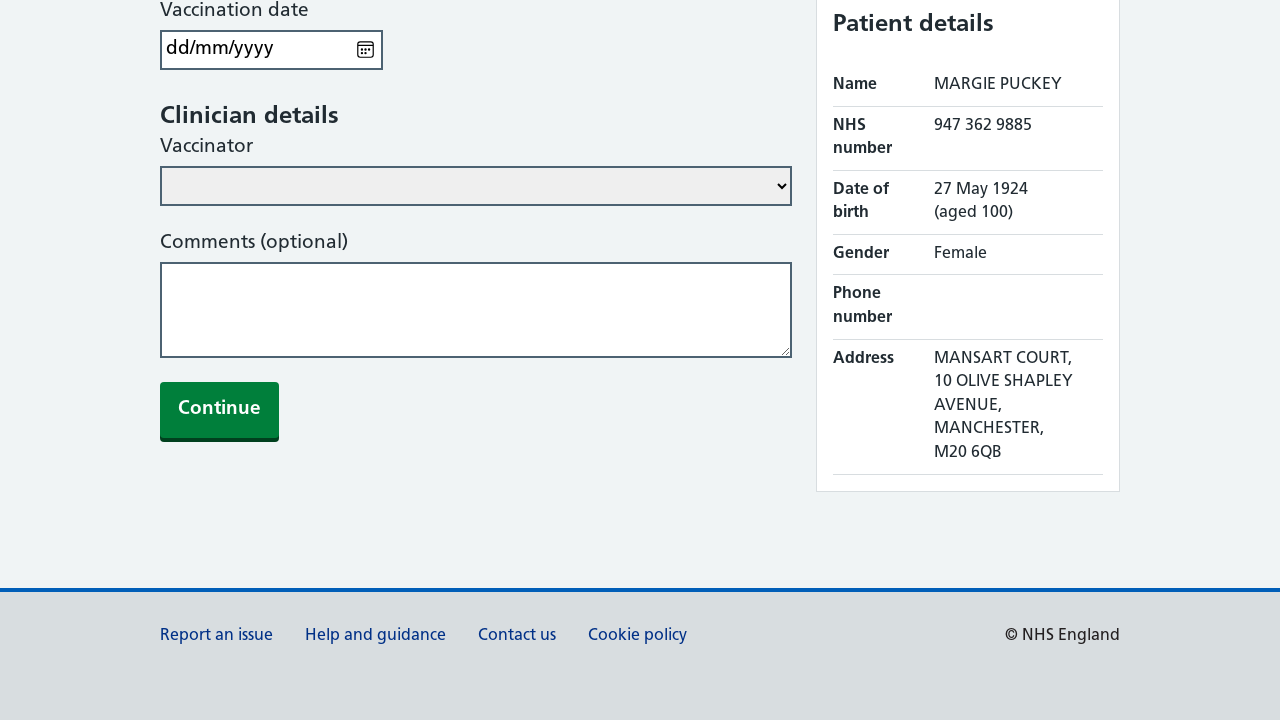 Vaccination date
dd/mm/yyyy
Clinician details
Vaccinator
Comments (optional)
Continue
Patient details
Name MARGIE PUCKEY
NHS number 947 362 9885
Date of birth 27 May 1924 (aged 100)
Gender Female
Phone number
Address MANSART COURT,
10 OLIVE SHAPLEY
AVENUE,
MANCHESTER,
M20 6QB
Report an issue Help and guidance Contact us Cookie policy © NHS England